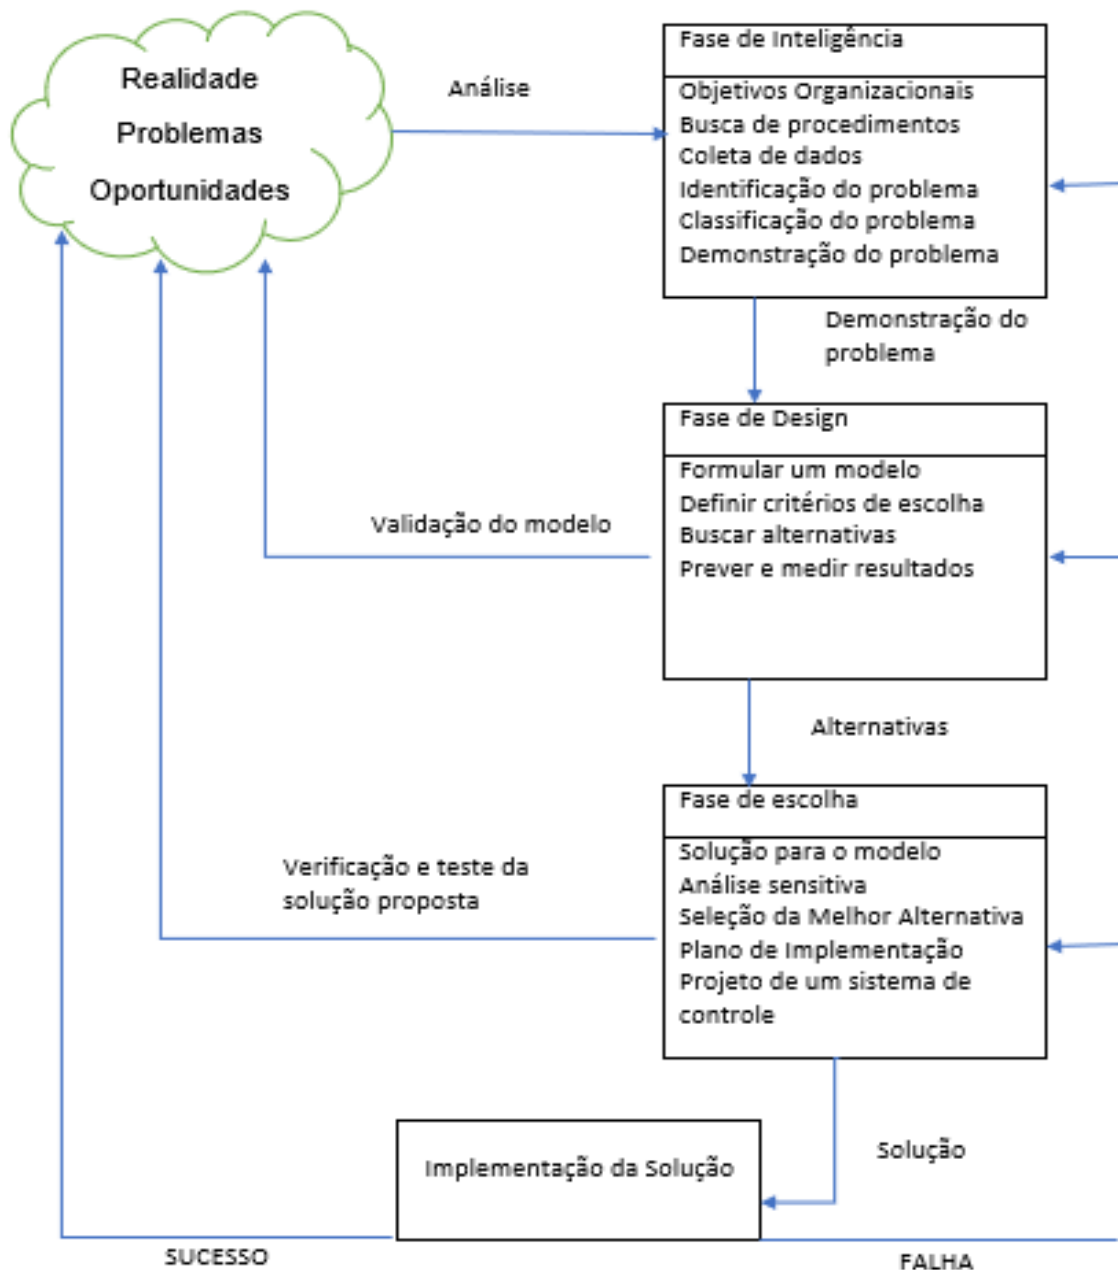 Realidade
Problemas
Oportunidades
Análise
Fase de Inteligência
Objetivos Organizacionais
Busca de procedimentos
Coleta de dados
Identificação do problema
Classificação do problema
Demonstração do problema
Demonstração do
problema
Fase de Design
Formular um modelo
Definir critérios de escolha
Buscar alternativas
Prever e medir resultados
Validação do modelo
Alternativas
Fase de escolha
Solução para o modelo
Análise sensitiva
Seleção da Melhor Alternativa
Plano de Implementação
Projeto de um sistema de
controle
Verificação e teste da
solução proposta
Solução
Implementação da Solução
SUCESSO
FALHA